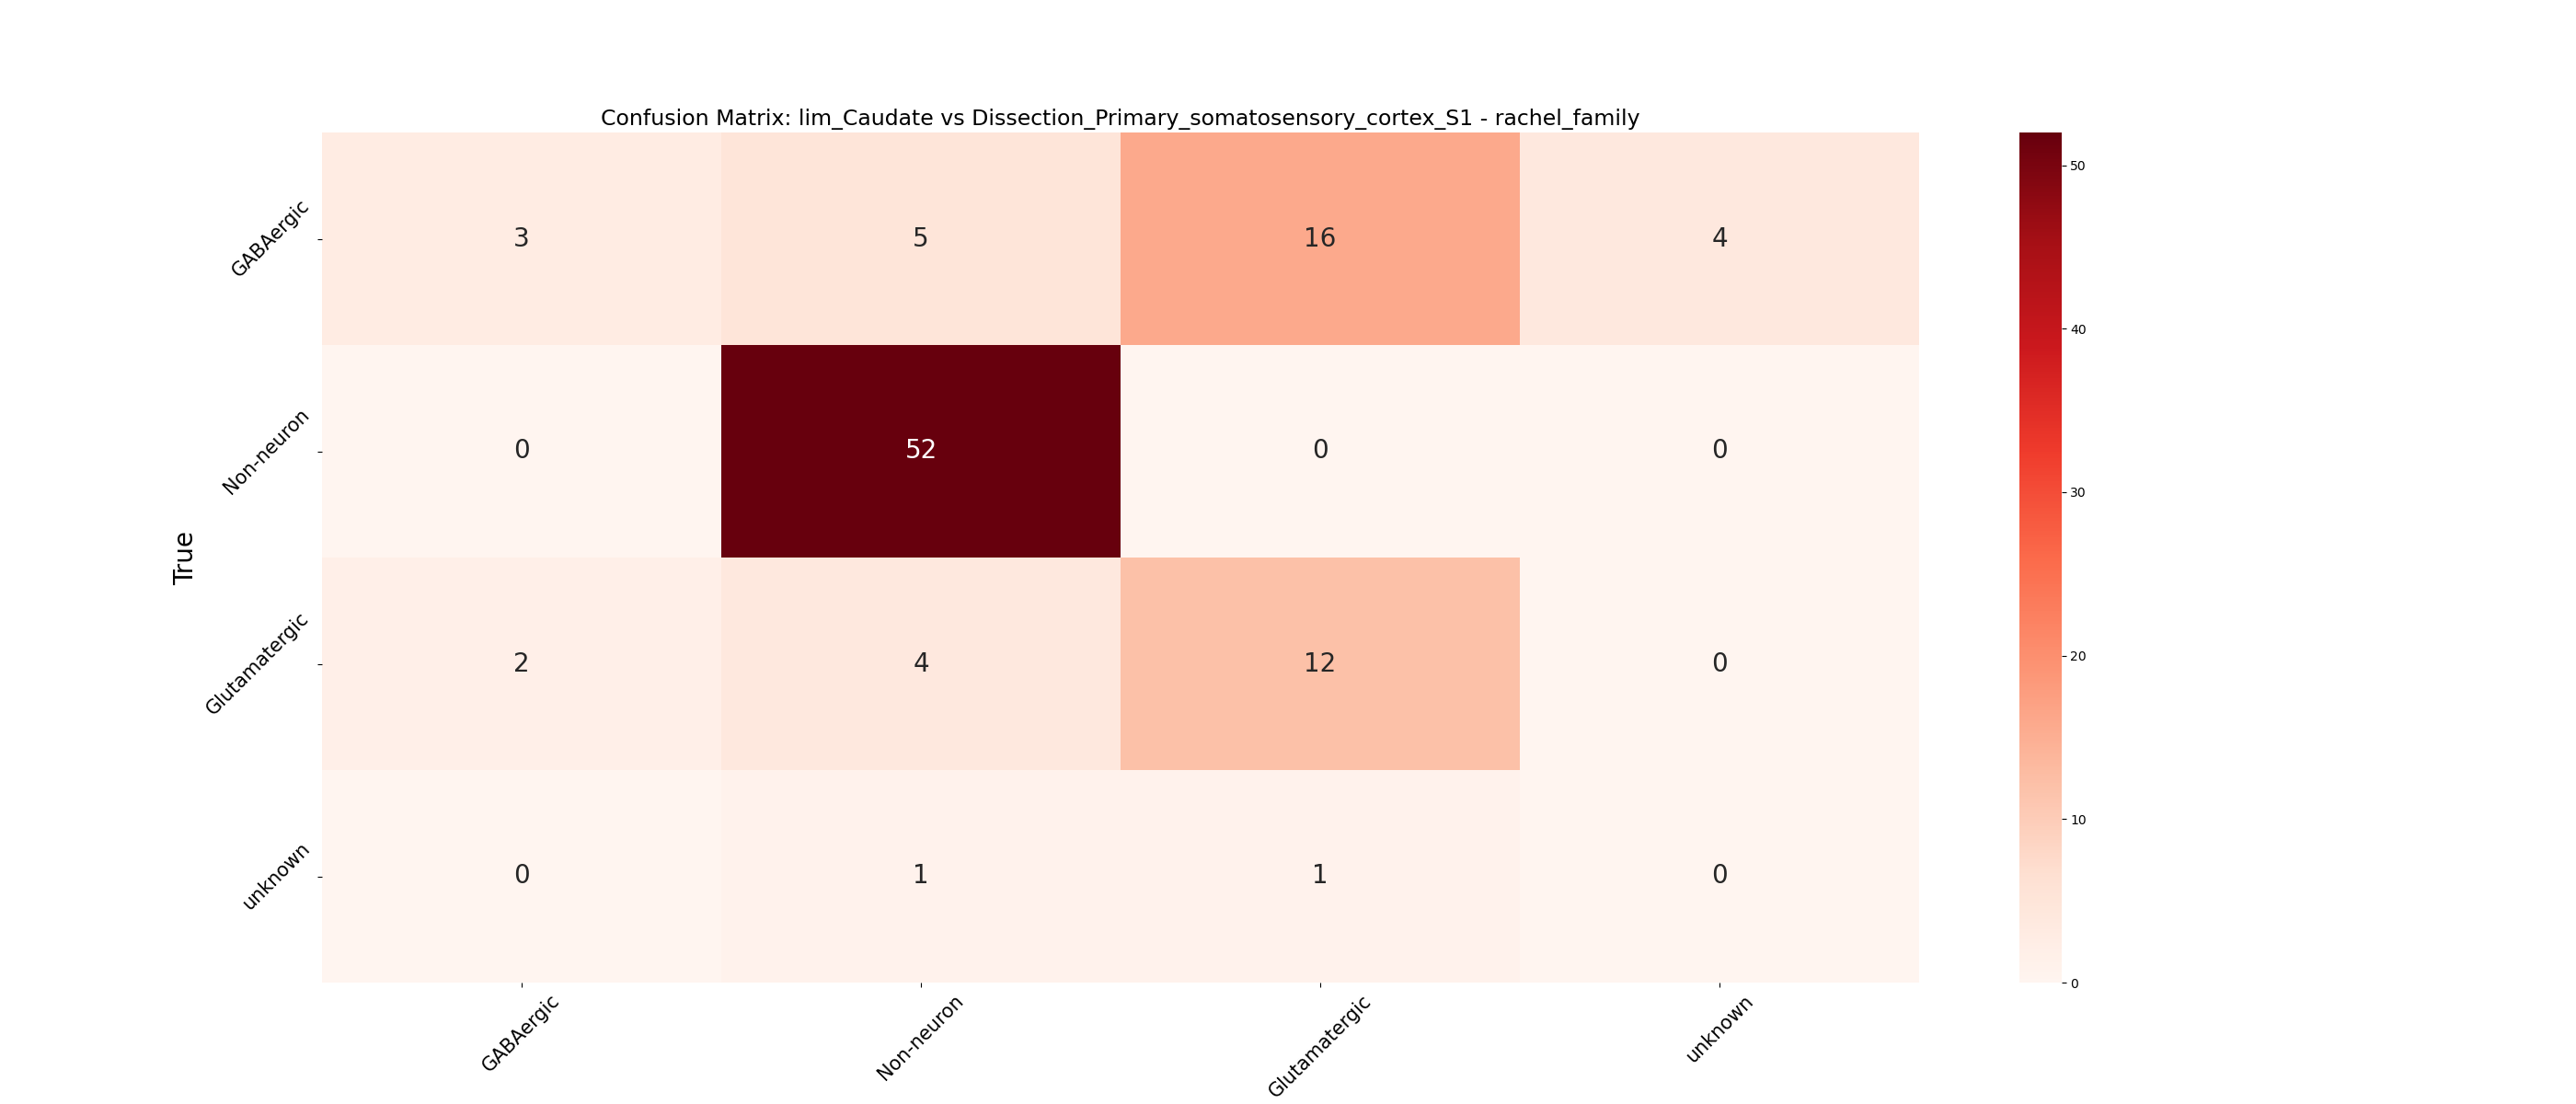 Confusion Matrix: lim_Caudate vs Dissection_Primary_somatosensory_cortex_S1 - rachel_family
True
GABAergic
3 5 16 4
Non-neuron
0 52 0 0
Glutamatergic
2 4 12 0
unknown
0 1 1 0
GABAergic Non-neuron Glutamatergic unknown
50
40
30
20
10
0